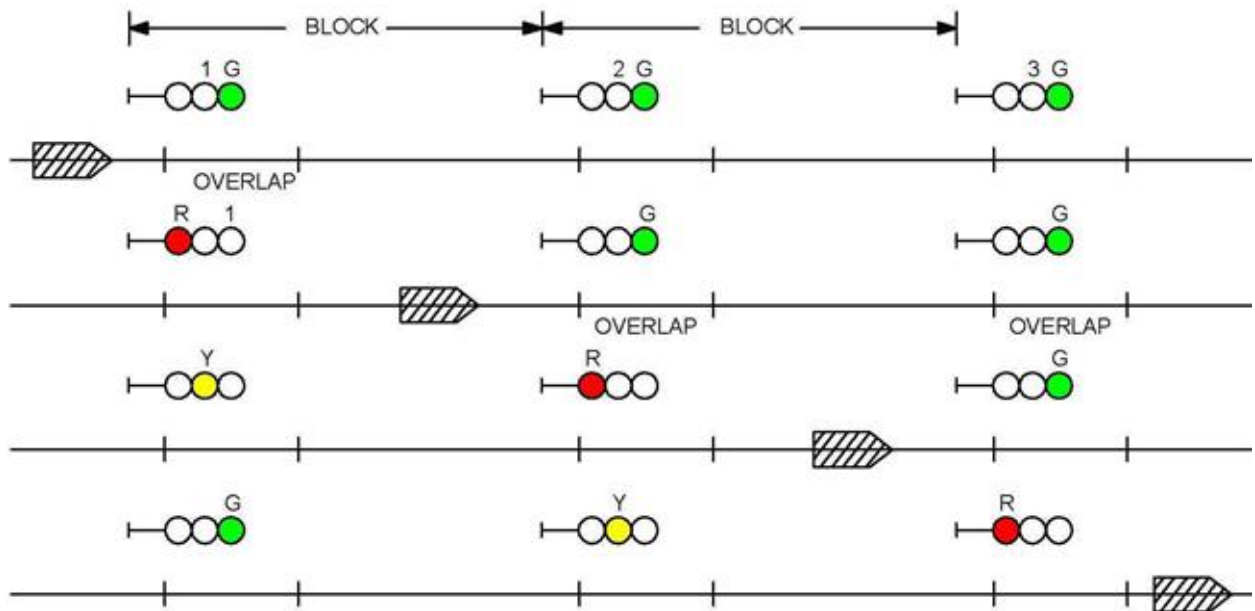 BLOCK BLOCK
1 G 2 G 3 G
OVERLAP
R 1 G G
OVERLAP OVERLAP
Y R G
G Y R